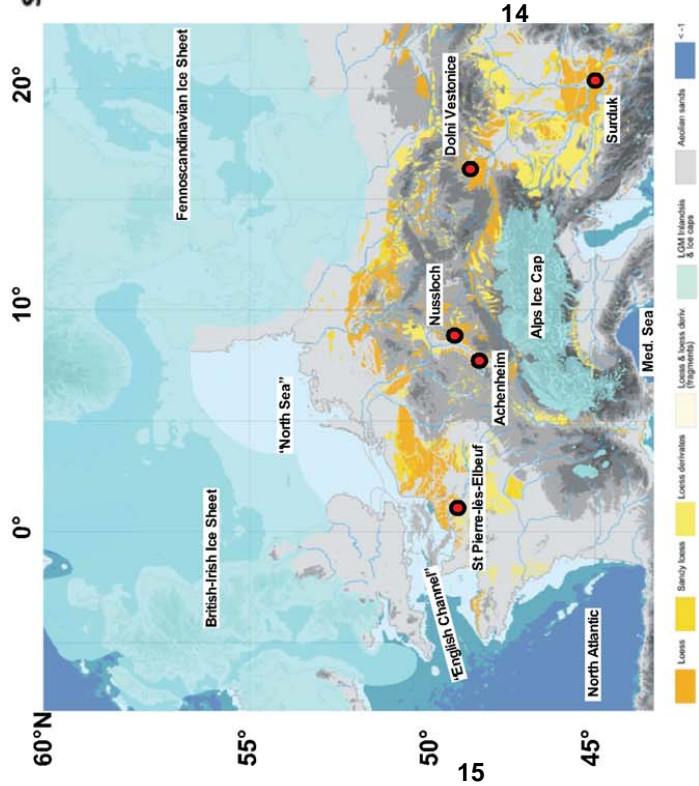 0°
10°
20°
60°N
55°
50°
45°
British-Irish Ice Sheet
Fennoscandinavian Ice Sheet
"North Sea"
"English Channel"
St Pierre-lès-Elbeuf
Nussloch
Achenheim
Dolni Vestonice
Alps Ice Cap
Surduk
North Atlantic
Med. Sea
14
15
Loess
Sandy loess
Loess derivates
Loess & loess deriv.
(fragments)
LGM Inlandsis
& Ice caps
Aeolian sands
< -1